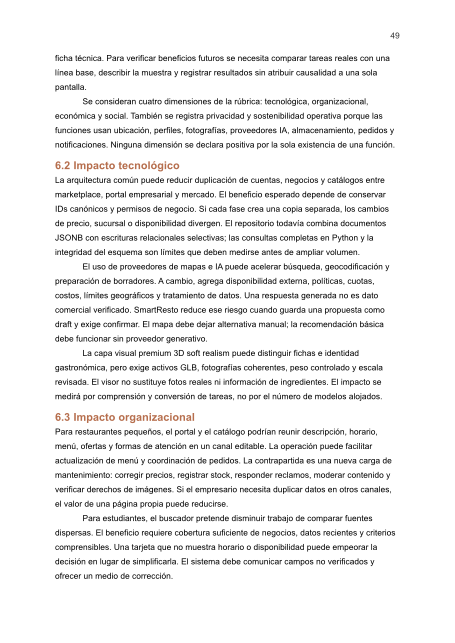 49
ficha técnica. Para verificar beneficios futuros se necesita comparar tareas reales con una
línea base, describir la muestra y registrar resultados sin atribuir causalidad a una sola
pantalla.
Se consideran cuatro dimensiones de la rúbrica: tecnológica, organizacional,
económica y social. También se registra privacidad y sostenibilidad operativa porque las
funciones usan ubicación, perfiles, fotografías, proveedores IA, almacenamiento, pedidos y
notificaciones. Ninguna dimensión se declara positiva por la sola existencia de una función.
6.2 Impacto tecnológico
La arquitectura común puede reducir duplicación de cuentas, negocios y catálogos entre
marketplace, portal empresarial y mercado. El beneficio esperado depende de conservar
IDs canónicos y permisos de negocio. Si cada fase crea una copia separada, los cambios
de precio, sucursal o disponibilidad divergen. El repositorio todavía combina documentos
JSONB con escrituras relacionales selectivas; las consultas completas en Python y la
integridad del esquema son límites que deben medirse antes de ampliar volumen.
El uso de proveedores de mapas e IA puede acelerar búsqueda, geocodificación y
preparación de borradores. A cambio, agrega disponibilidad externa, políticas, cuotas,
costos, límites geográficos y tratamiento de datos. Una respuesta generada no es dato
comercial verificado. SmartResto reduce ese riesgo cuando guarda una propuesta como
draft y exige confirmar. El mapa debe dejar alternativa manual; la recomendación básica
debe funcionar sin proveedor generativo.
La capa visual premium 3D soft realism puede distinguir fichas e identidad
gastronómica, pero exige activos GLB, fotografías coherentes, peso controlado y escala
revisada. El visor no sustituye fotos reales ni información de ingredientes. El impacto se
medirá por comprensión y conversión de tareas, no por el número de modelos alojados.
6.3 Impacto organizacional
Para restaurantes pequeños, el portal y el catálogo podrían reunir descripción, horario,
menú, ofertas y formas de atención en un canal editable. La operación puede facilitar
actualización de menú y coordinación de pedidos. La contrapartida es una nueva carga de
mantenimiento: corregir precios, registrar stock, responder reclamos, moderar contenido y
verificar derechos de imágenes. Si el empresario necesita duplicar datos en otros canales,
el valor de una página propia puede reducirse.
Para estudiantes, el buscador pretende disminuir trabajo de comparar fuentes
dispersas. El beneficio requiere cobertura suficiente de negocios, datos recientes y criterios
comprensibles. Una tarjeta que no muestra horario o disponibilidad puede empeorar la
decisión en lugar de simplificarla. El sistema debe comunicar campos no verificados y
ofrecer un medio de corrección.